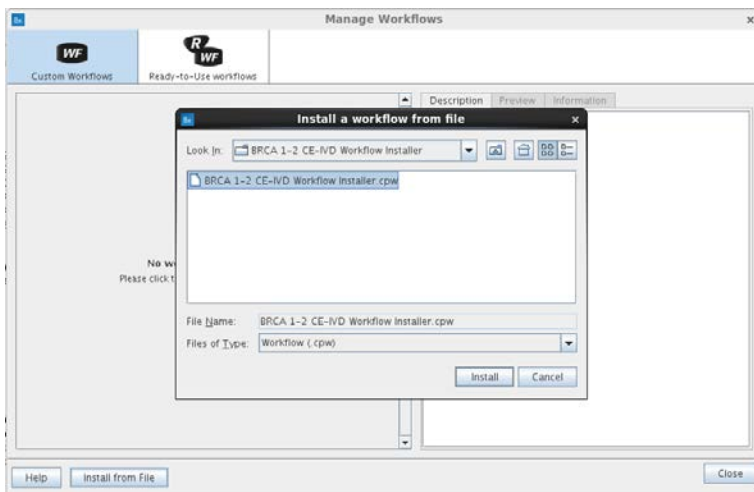 Bx
Manage Workflows
x
WF
Custom Workflows
R
WF
Ready-to-Use workflows
Description
Preview
Information
Install a workflow from file
x
Look In:
BRCA 1-2 CE-IVD Workflow Installer
BRCA 1-2 CE-IVD Workflow Installer.cpw
No w
Please click t
File Name:
BRCA 1-2 CE-IVD Workflow Installer.cpw
Files of Type:
Workflow (.cpw)
Install
Cancel
Help
Install from File
Close